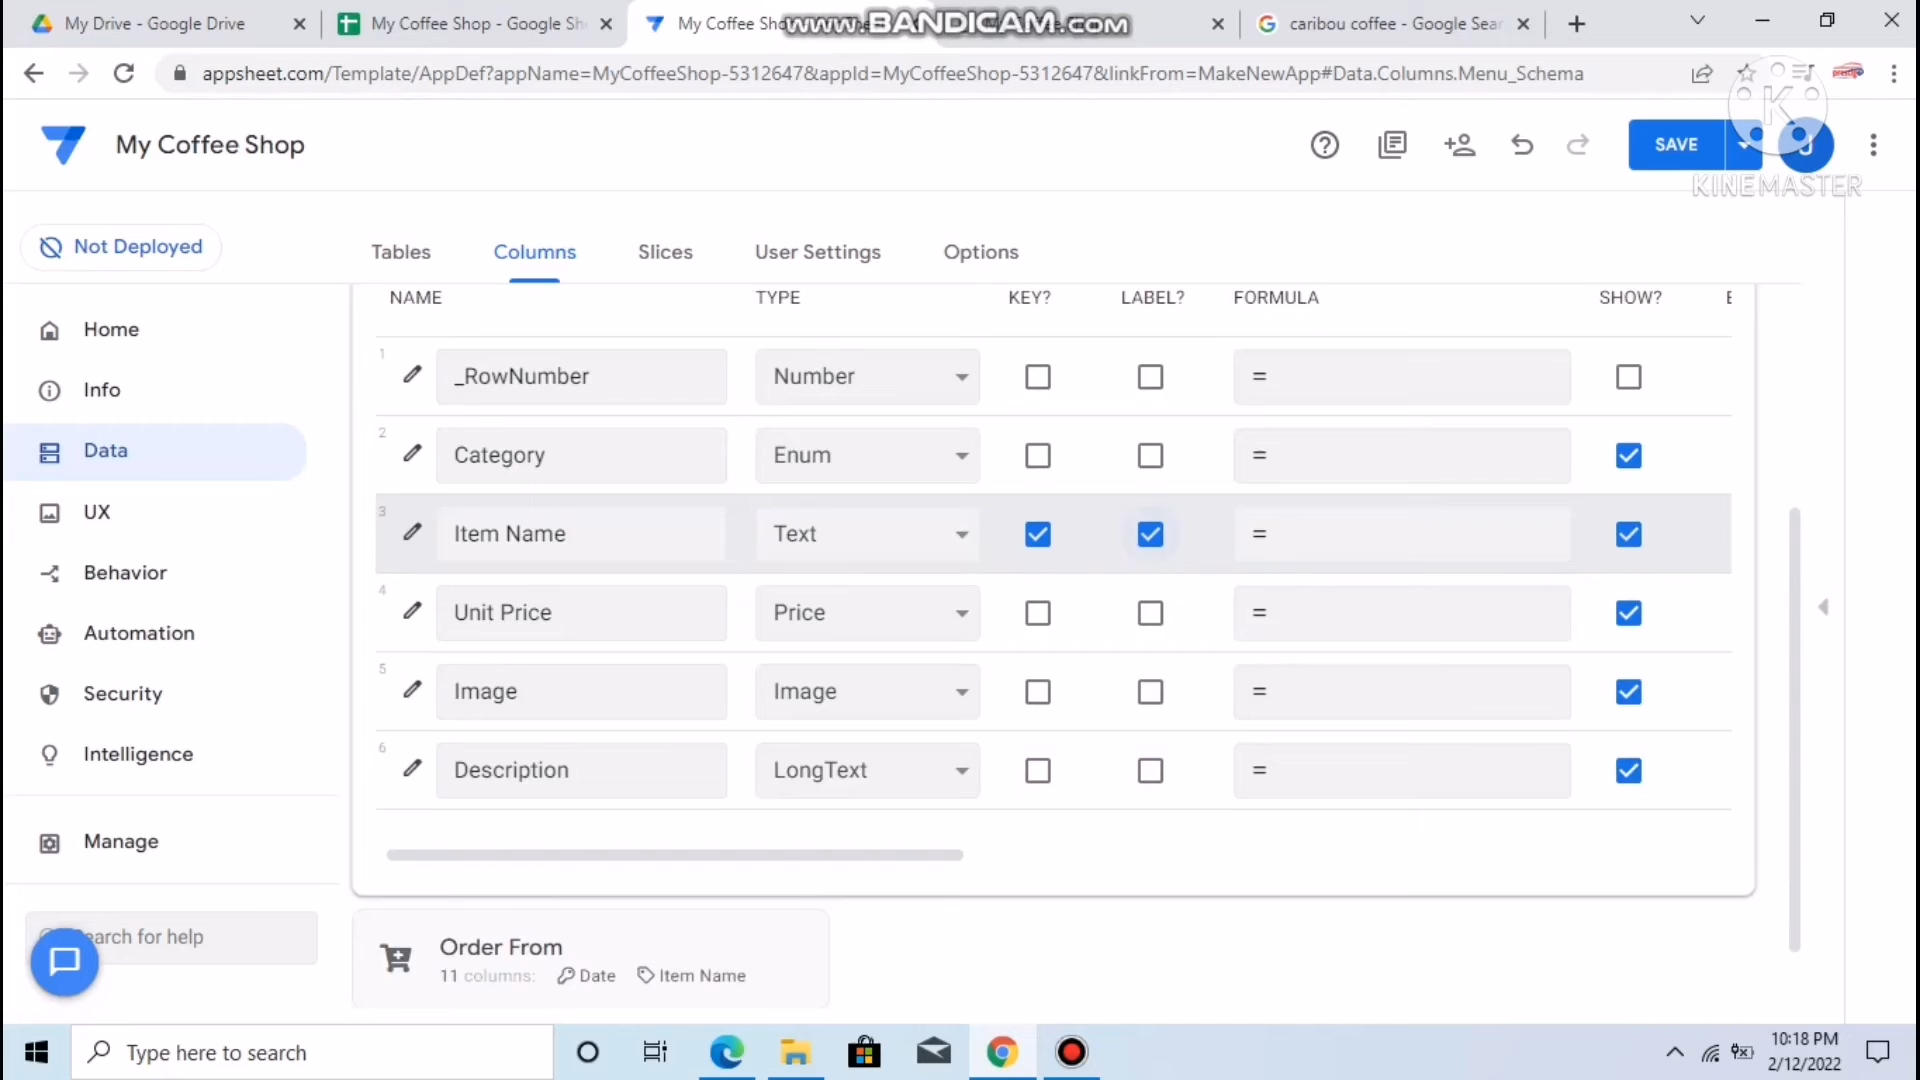 My Drive - Google Drive
My Coffee Shop - Google Sh
My Coffee Sho
www.BANDICAM.com
caribou coffee - Google Sear
appsheet.com/Template/AppDef?appName=MyCoffeeShop-5312647&appId=MyCoffeeShop-5312647&linkFrom=MakeNewApp#Data.Columns.Menu_Schema
My Coffee Shop
SAVE
J
K
KINEMASTER
Not Deployed
Tables
Columns
Slices
User Settings
Options
NAME TYPE KEY? LABEL? FORMULA SHOW? E
1 _RowNumber Number =
2 Category Enum =
3 Item Name Text =
4 Unit Price Price =
5 Image Image =
6 Description LongText =
Home
Info
Data
UX
Behavior
Automation
Security
Intelligence
Manage
earch for help
Order From
11 columns: Date Item Name
Type here to search
10:18 PM
2/12/2022